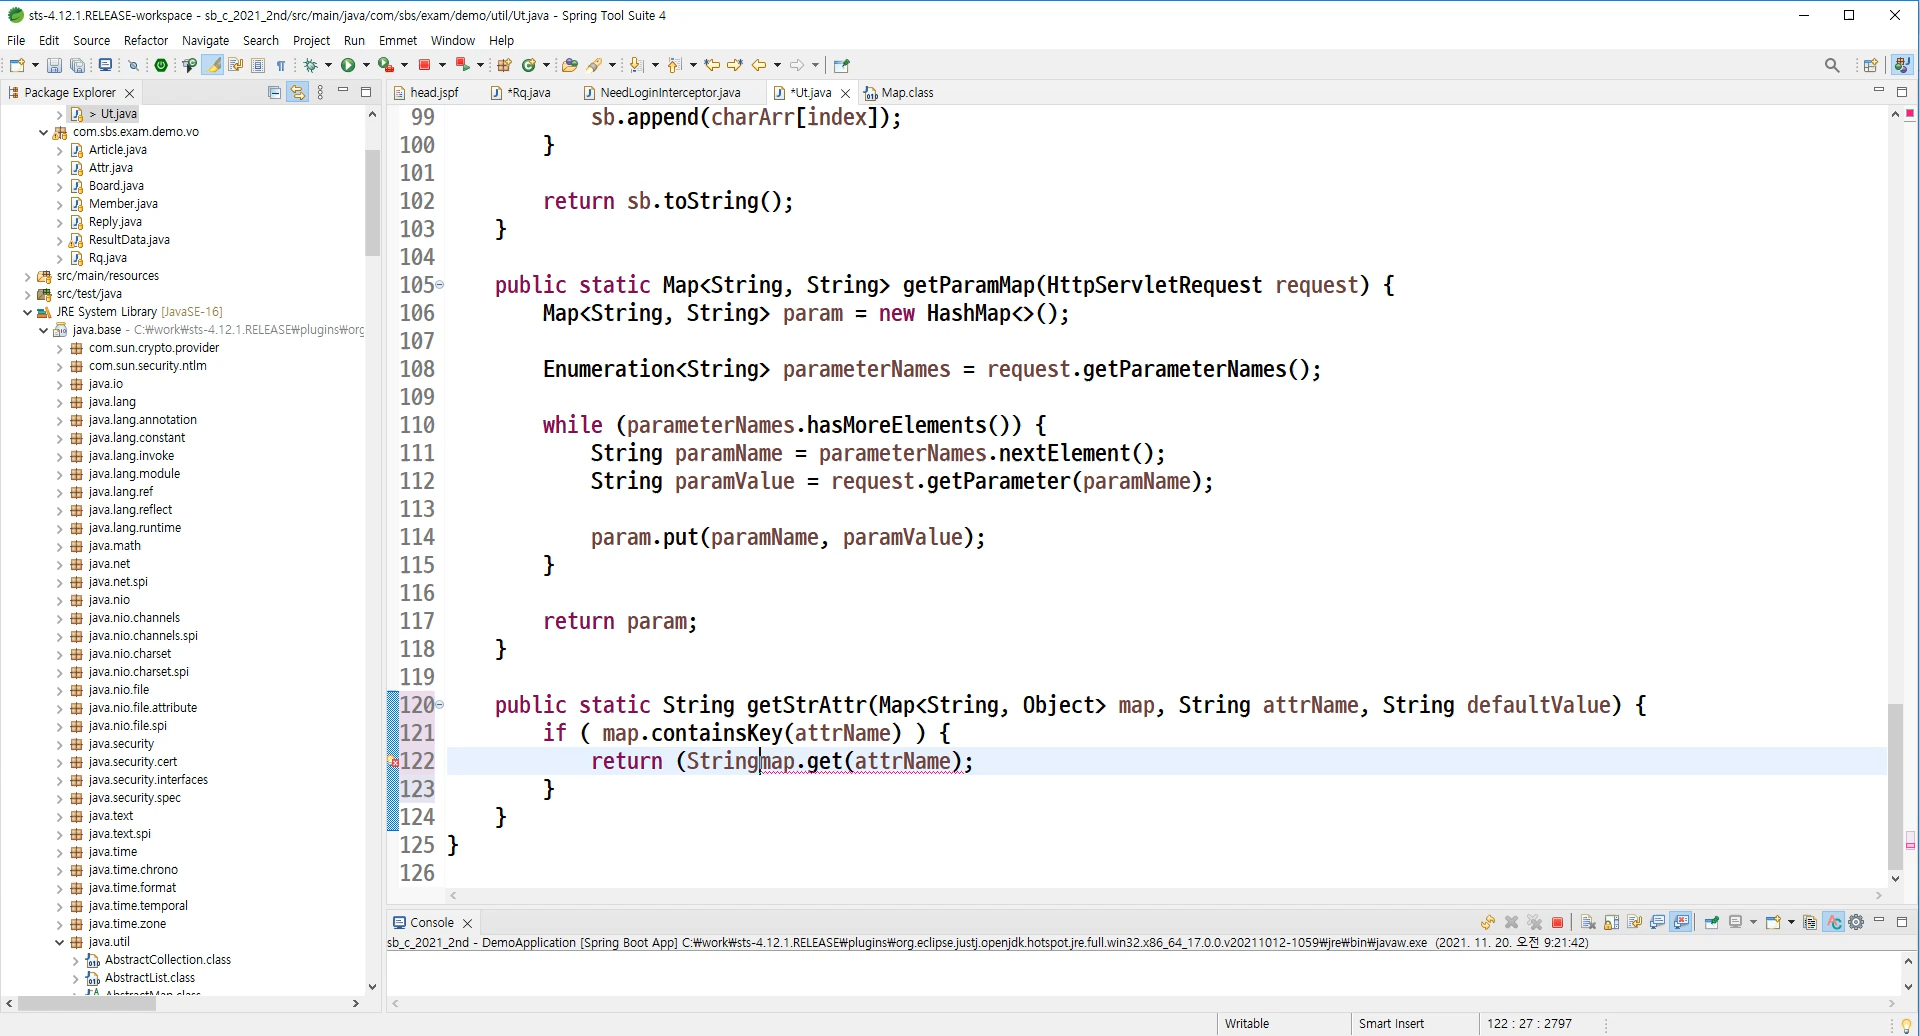 sts-4.12.1.RELEASE-workspace - sb_c_2021_2nd/src/main/java/com/sbs/exam/demo/util/Ut.java - Spring Tool Suite 4
File Edit Source Refactor Navigate Search Project Run Emmet Window Help
Package Explorer
> Ut.java
com.sbs.exam.demo.vo
Article.java
Attr.java
Board.java
Member.java
Reply.java
ResultData.java
Rq.java
src/main/resources
src/test/java
JRE System Library [JavaSE-16]
java.base - C:₩work₩sts-4.12.1.RELEASE₩plugins₩org
com.sun.crypto.provider
com.sun.security.ntlm
java.io
java.lang
java.lang.annotation
java.lang.constant
java.lang.invoke
java.lang.module
java.lang.ref
java.lang.reflect
java.lang.runtime
java.math
java.net
java.net.spi
java.nio
java.nio.channels
java.nio.channels.spi
java.nio.charset
java.nio.charset.spi
java.nio.file
java.nio.file.attribute
java.nio.file.spi
java.security
java.security.cert
java.security.interfaces
java.security.spec
java.text
java.text.spi
java.time
java.time.chrono
java.time.format
java.time.temporal
java.time.zone
java.util
AbstractCollection.class
AbstractList.class
AbstractMap.class
head.jspf *Rq.java NeedLoginInterceptor.java *Ut.java Map.class
99 sb.append(charArr[index]);
100 }
101
102 return sb.toString();
103 }
104
105 public static Map<String, String> getParamMap(HttpServletRequest request) {
106 Map<String, String> param = new HashMap<>();
107
108 Enumeration<String> parameterNames = request.getParameterNames();
109
110 while (parameterNames.hasMoreElements()) {
111 String paramName = parameterNames.nextElement();
112 String paramValue = request.getParameter(paramName);
113
114 param.put(paramName, paramValue);
115 }
116
117 return param;
118 }
119
120 public static String getStrAttr(Map<String, Object> map, String attrName, String defaultValue) {
121 if ( map.containsKey(attrName) ) {
122 return (Stringmap.get(attrName);
123 }
124 }
125 }
126
Console
sb_c_2021_2nd - DemoApplication [Spring Boot App] C:₩work₩sts-4.12.1.RELEASE₩plugins₩org.eclipse.justj.openjdk.hotspot.jre.full.win32.x86_64_17.0.0.v20211012-1059₩jre₩bin₩javaw.exe (2021. 11. 20. 오전 9:21:42)
Writable Smart Insert 122 : 27 : 2797